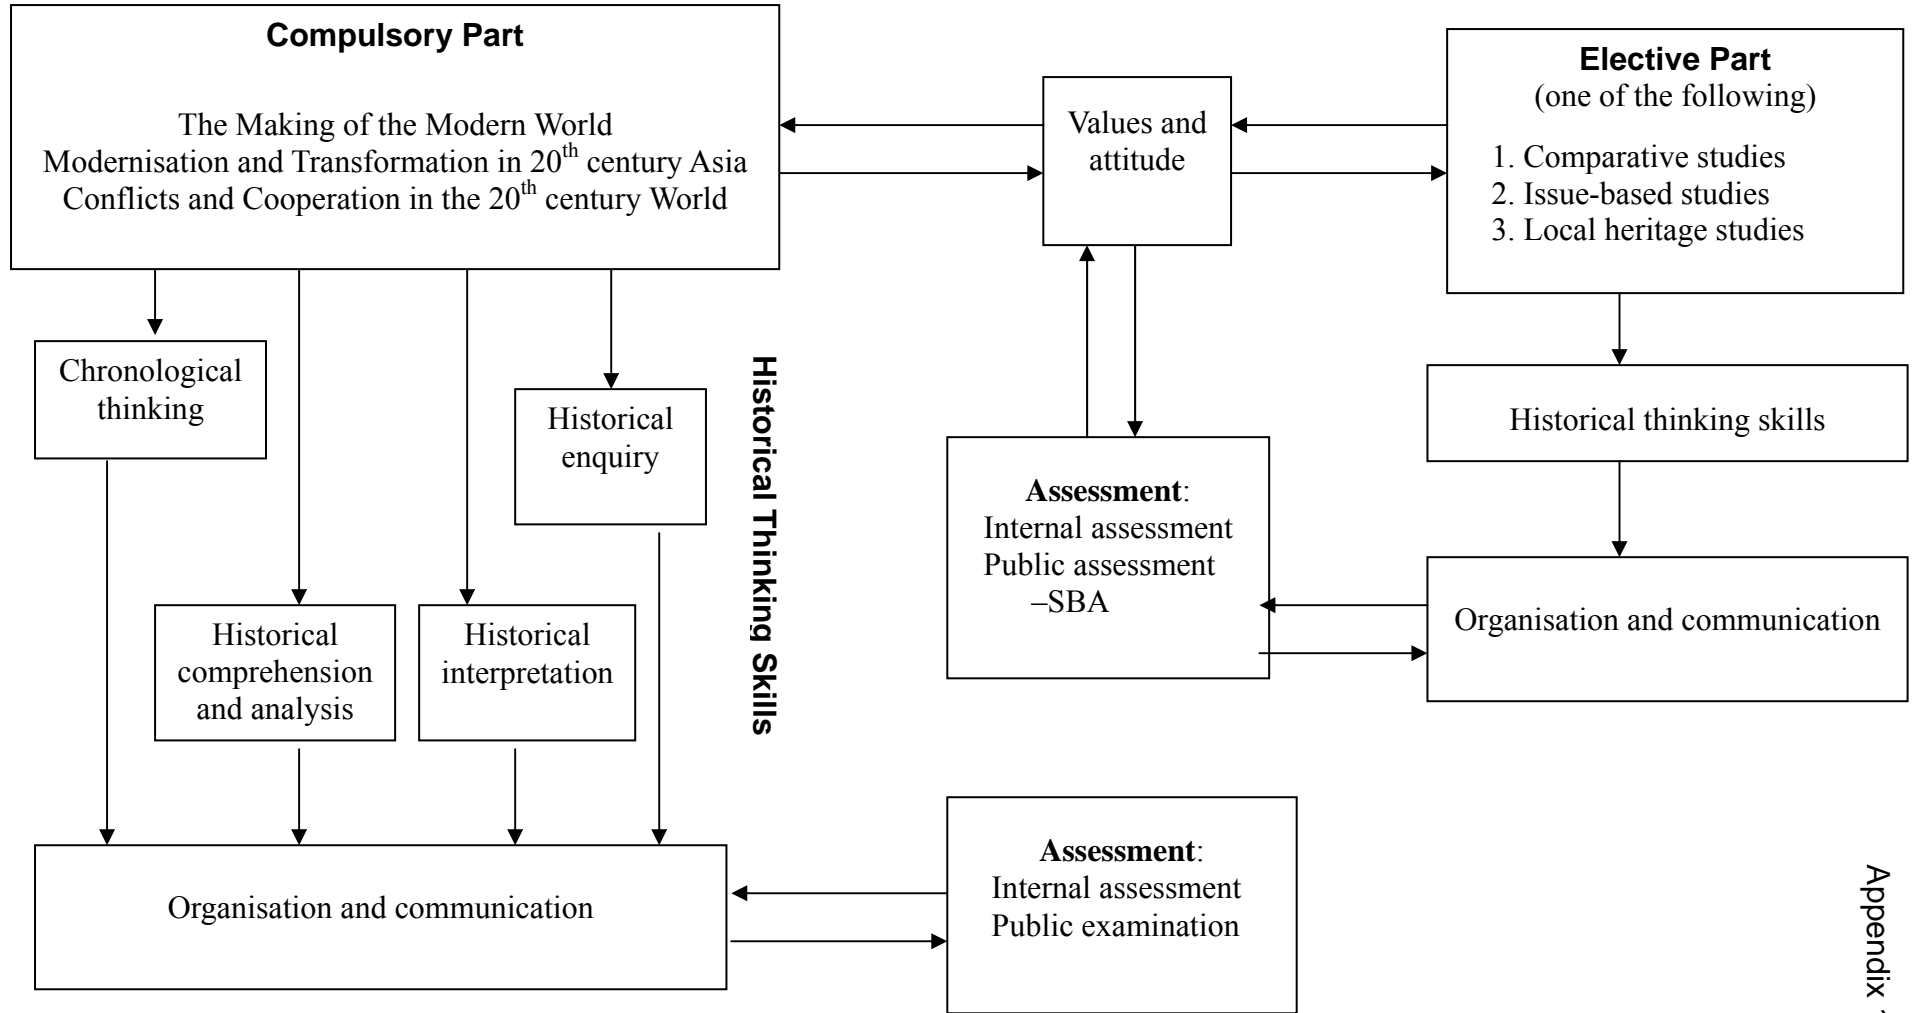 Compulsory Part
The Making of the Modern World
Modernisation and Transformation in 20th century Asia
Conflicts and Cooperation in the 20th century World
Values and
attitude
Elective Part
(one of the following)
1. Comparative studies
2. Issue-based studies
3. Local heritage studies
Chronological
thinking
Historical
enquiry
Historical
comprehension
and analysis
Historical
interpretation
Historical Thinking Skills
Organisation and communication
Assessment:
Internal assessment
Public assessment
–SBA
Historical thinking skills
Organisation and communication
Assessment:
Internal assessment
Public examination
Appendix